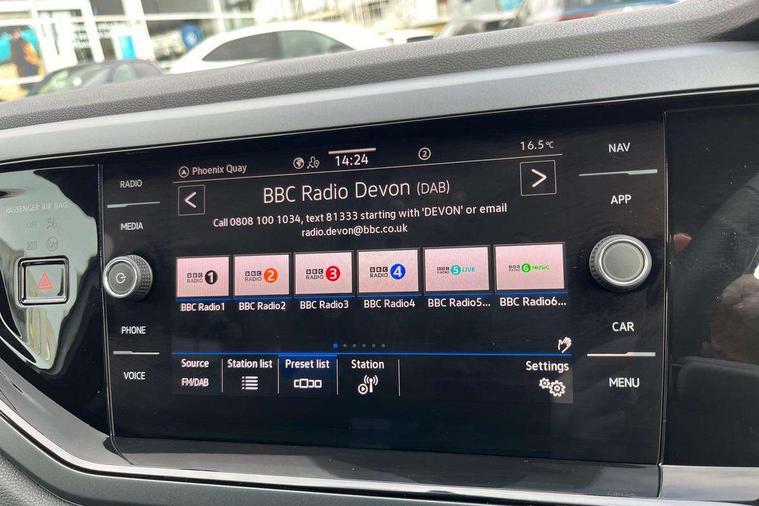 Phoenix Quay
14:24
2
16.5°C
BBC Radio Devon (DAB)
Call 0808 100 1034, text 81333 starting with 'DEVON' or email
radio.devon@bbc.co.uk
BBC RADIO 1
BBC RADIO 2
BBC RADIO 3
BBC RADIO 4
BBC RADIO 5 LIVE
BBC RADIO 6 MUSIC
BBC Radio1
BBC Radio2
BBC Radio3
BBC Radio4
BBC Radio5...
BBC Radio6...
Source
FM/DAB
Station list
Preset list
Station
Settings
RADIO
MEDIA
PHONE
VOICE
NAV
APP
CAR
MENU
PASSENGER AIR BAG
OFF